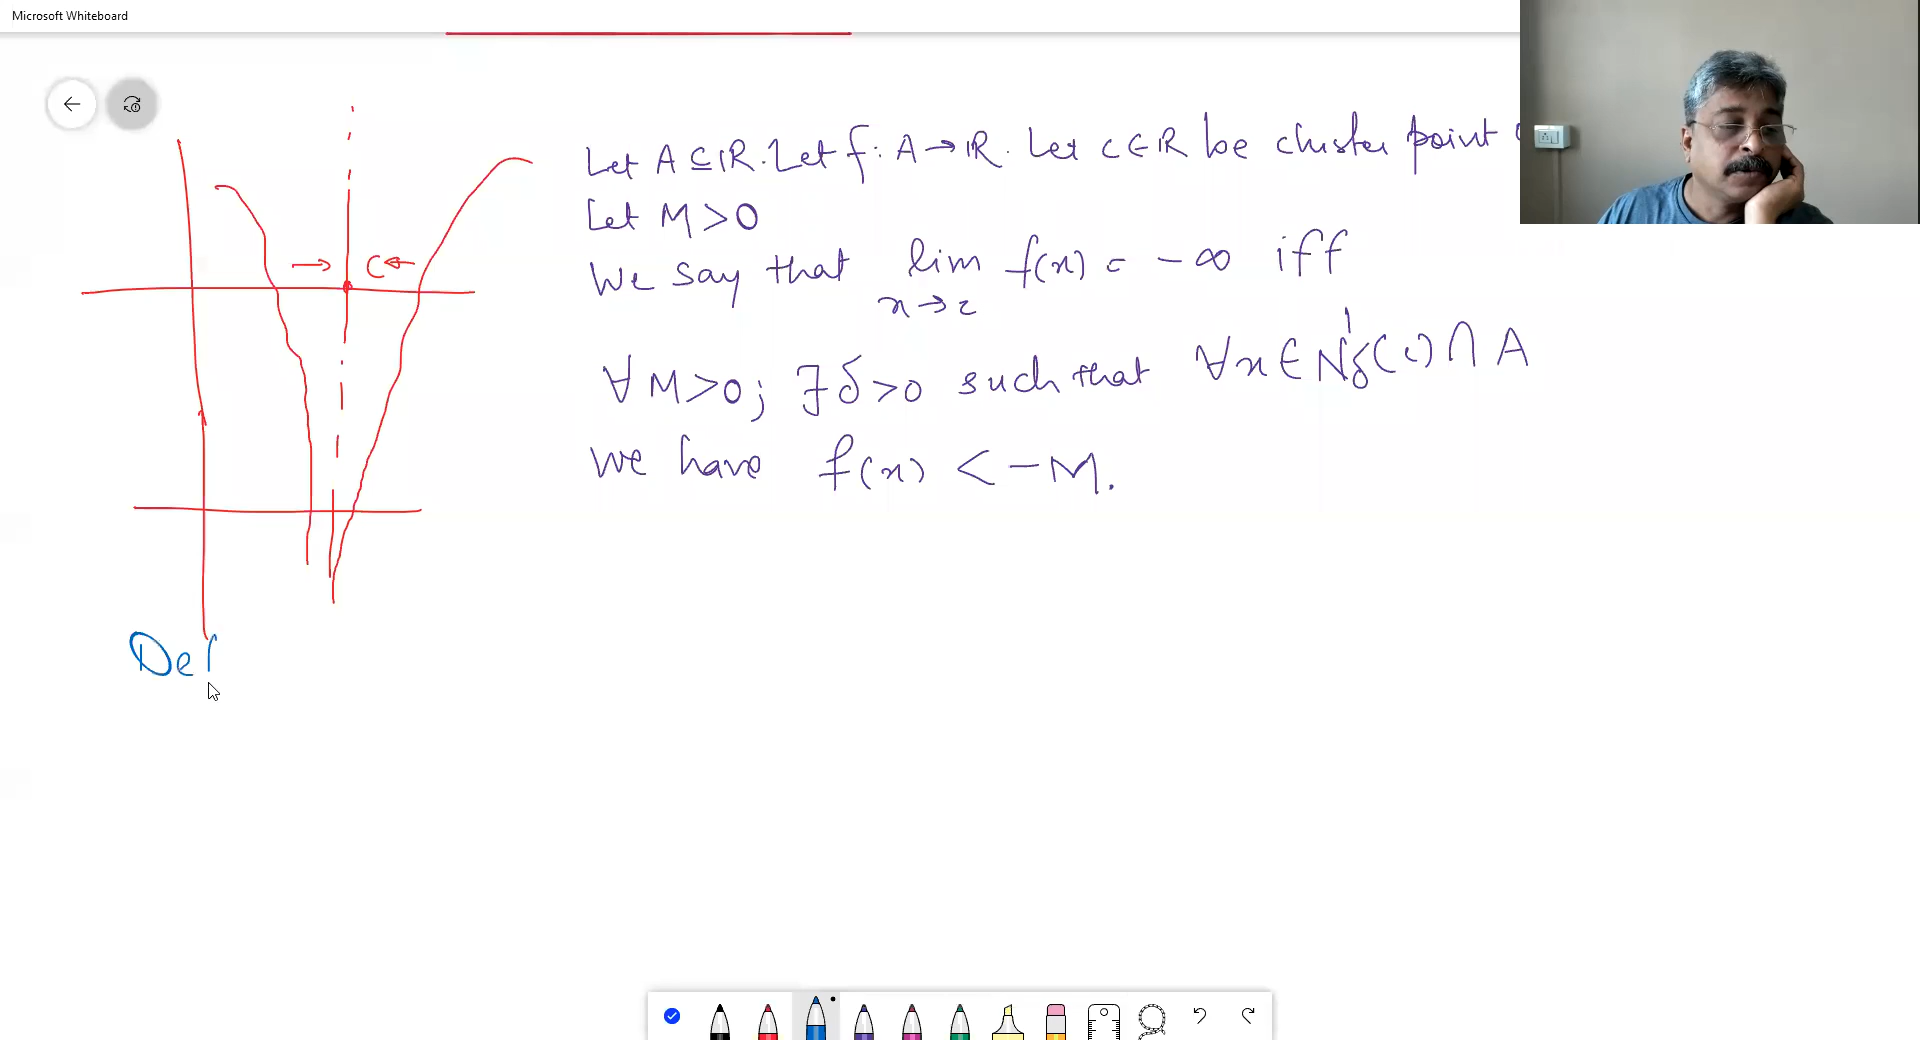 Microsoft Whiteboard
Let A ⊆ ℝ. Let f: A → ℝ. Let c ∈ ℝ be cluster point
Let M > 0
We say that lim f(x) = -∞ iff
x → c
∀ M > 0; ∃ δ > 0 such that ∀ x ∈ N'δ(c) ∩ A
we have f(x) < -M.
C
Def